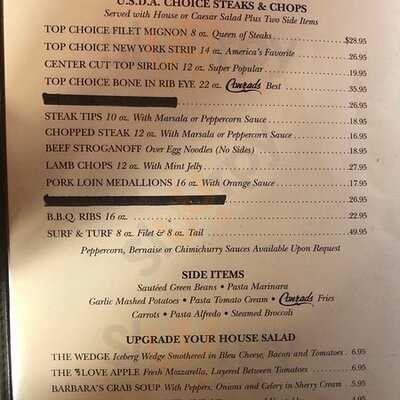 U.S.D.A. CHOICE STEAKS & CHOPS
Served with House or Caesar Salad Plus Two Side Items
TOP CHOICE FILET MIGNON 8 oz. Queen of Steaks $28.95
TOP CHOICE NEW YORK STRIP 14 oz. America's Favorite 26.95
CENTER CUT TOP SIRLOIN 12 oz. Super Popular 19.95
TOP CHOICE BONE IN RIB EYE 22 oz. Conrads Best 35.95
26.95
STEAK TIPS 10 oz. With Marsala or Peppercorn Sauce 18.95
CHOPPED STEAK 12 oz. With Marsala or Peppercorn Sauce 16.95
BEEF STROGANOFF Over Egg Noodles (No Sides) 18.95
LAMB CHOPS 12 oz. With Mint Jelly 27.95
PORK LOIN MEDALLIONS 16 oz. With Orange Sauce 17.95
26.95
B.B.Q. RIBS 16 oz. 22.95
SURF & TURF 8 oz. Filet & 8 oz. Tail 49.95
Peppercorn, Bernaise or Chimichurry Sauces Available Upon Request
SIDE ITEMS
Sautéed Green Beans • Pasta Marinara
Garlic Mashed Potatoes • Pasta Tomato Cream • Conrads Fries
Carrots • Pasta Alfredo • Steamed Broccoli
UPGRADE YOUR HOUSE SALAD
THE WEDGE Iceberg Wedge Smothered in Bleu Cheese, Bacon and Tomatoes 6.95
THE #1 LOVE APPLE Fresh Mozzarella, Layered Between Tomatoes 6.95
BARBARA'S CRAB SOUP With Peppers, Onions and Celery in Sherry Cream 5.95